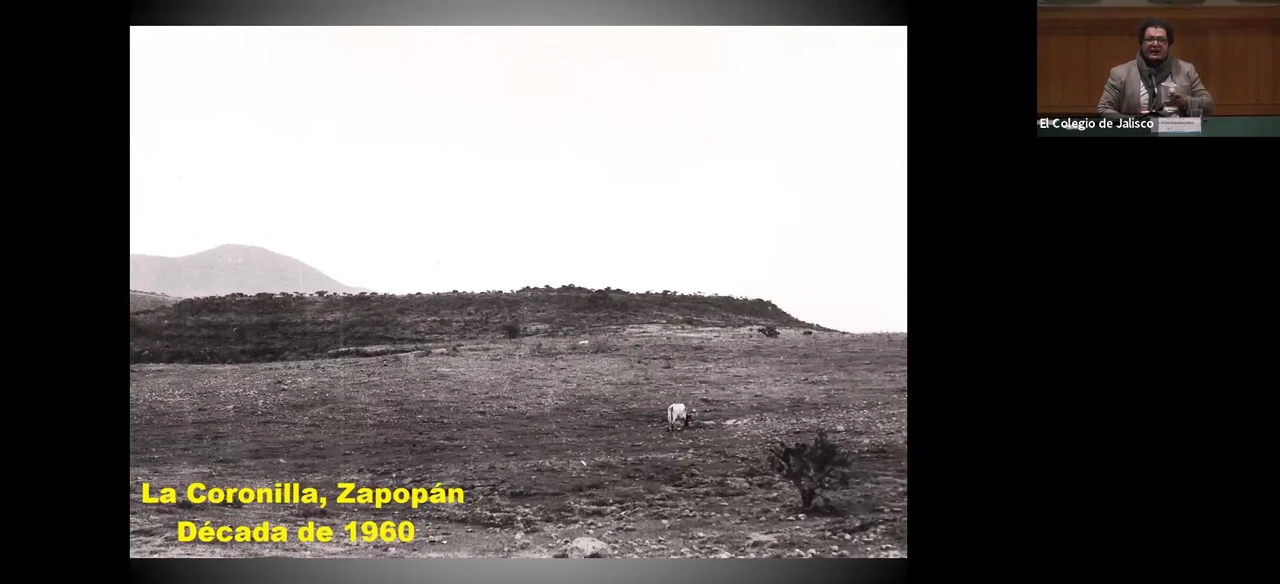 La Coronilla, Zapopán
Década de 1960
El Colegio de Jalisco